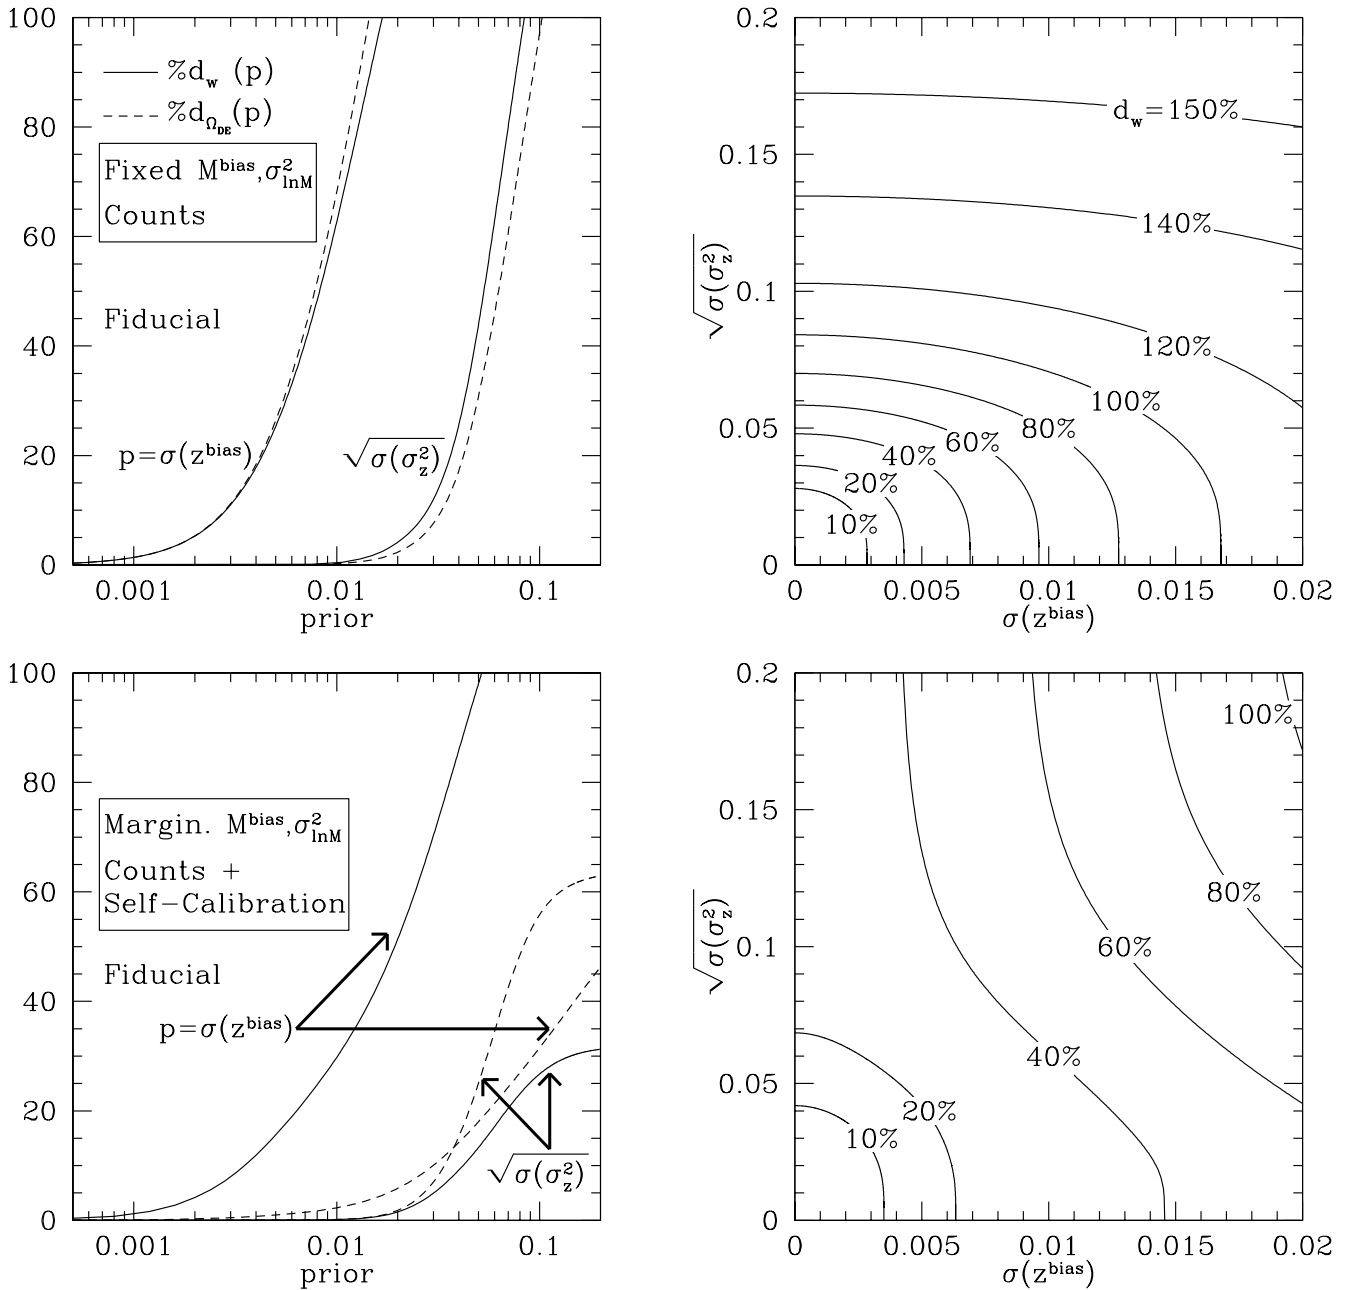 100
80
60
40
20
0
%d_w (p)
%d_Ω_DE (p)
Fixed M^bias, σ²_lnM
Counts
Fiducial
p=σ(z^bias)
√σ(σ²_z)
0.001 0.01 0.1
prior
0.2
0.15
0.1
0.05
0
√σ(σ²_z)
d_w=150%
140%
120%
100%
80%
60%
40%
20%
10%
0 0.005 0.01 0.015 0.02
σ(z^bias)
100
80
60
40
20
0
Margin. M^bias, σ²_lnM
Counts +
Self-Calibration
Fiducial
p=σ(z^bias)
√σ(σ²_z)
0.001 0.01 0.1
prior
0.2
0.15
0.1
0.05
0
√σ(σ²_z)
100%
80%
60%
40%
20%
10%
0 0.005 0.01 0.015 0.02
σ(z^bias)